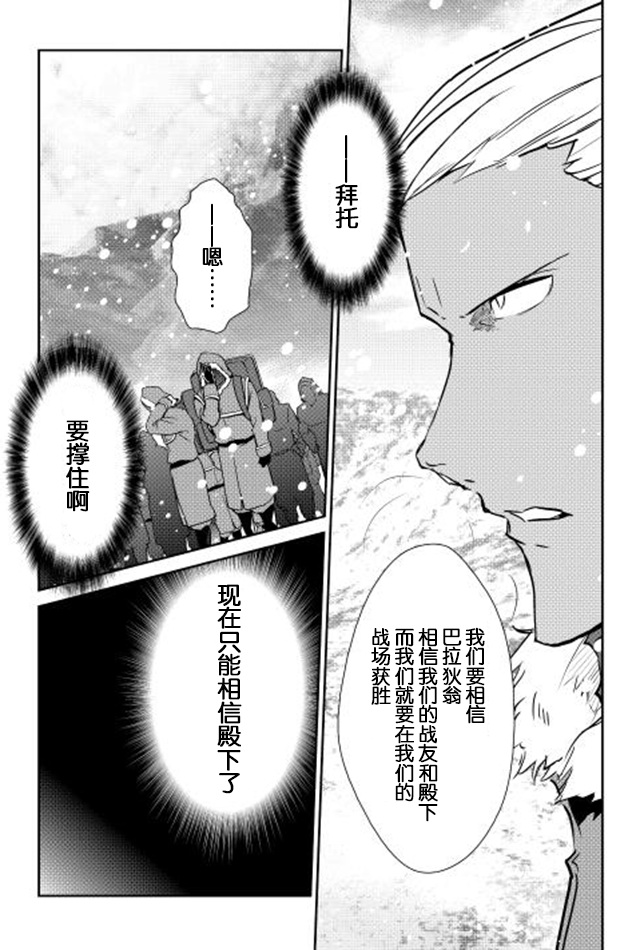 我们要相信
巴拉狄翁
相信我们的战友和殿下
而我们就要在我们的
战场获胜
——拜托
——嗯……
要撑住啊
现在只能相信殿下了